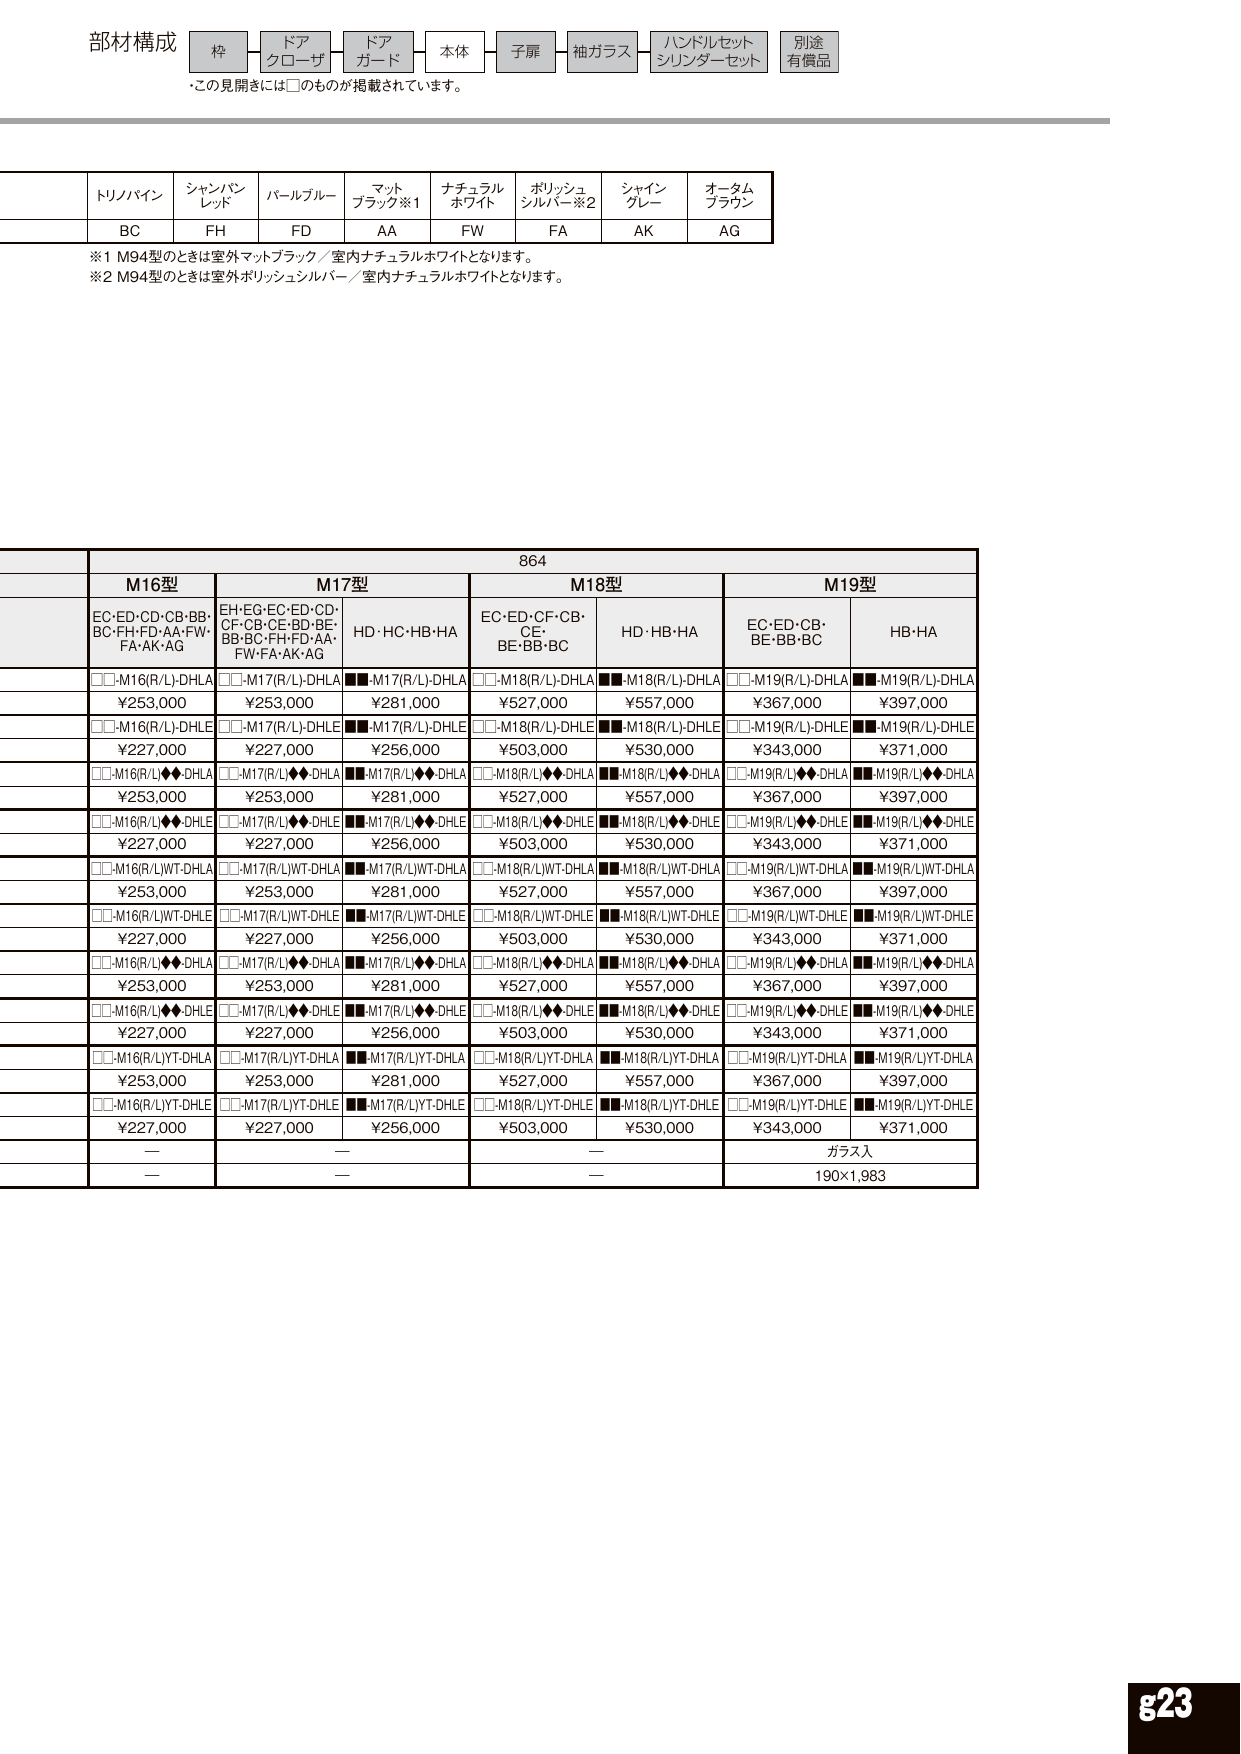 部材構成 枠 ドアクローザ ドアガード 本体 子扉 袖ガラス ハンドルセットシリンダーセット 別途有償品
・この見開きには□のものが掲載されています。
トリノパイン シャンパンレッド パールブルー マットブラック※1 ナチュラルホワイト ポリッシュシルバー※2 シャイングレー オータムブラウン
BC FH FD AA FW FA AK AG
※1 M94型のときは室外マットブラック／室内ナチュラルホワイトとなります。
※2 M94型のときは室外ポリッシュシルバー／室内ナチュラルホワイトとなります。
864
M16型 M17型 M18型 M19型
EC・ED・CD・CB・BB・BC・FH・FD・AA・FW・FA・AK・AG EH・EG・EC・ED・CD・CF・CB・CE・BD・BE・BB・BC・FH・FD・AA・FW・FA・AK・AG HD・HC・HB・HA EC・ED・CF・CB・CE・BE・BB・BC HD・HB・HA EC・ED・CB・BE・BB・BC HB・HA
□□-M16(R/L)-DHLA □□-M17(R/L)-DHLA ■■-M17(R/L)-DHLA □□-M18(R/L)-DHLA ■■-M18(R/L)-DHLA □□-M19(R/L)-DHLA ■■-M19(R/L)-DHLA
¥253,000 ¥253,000 ¥281,000 ¥527,000 ¥557,000 ¥367,000 ¥397,000
□□-M16(R/L)-DHLE □□-M17(R/L)-DHLE ■■-M17(R/L)-DHLE □□-M18(R/L)-DHLE ■■-M18(R/L)-DHLE □□-M19(R/L)-DHLE ■■-M19(R/L)-DHLE
¥227,000 ¥227,000 ¥256,000 ¥503,000 ¥530,000 ¥343,000 ¥371,000
□□-M16(R/L)◆◆-DHLA □□-M17(R/L)◆◆-DHLA ■■-M17(R/L)◆◆-DHLA □□-M18(R/L)◆◆-DHLA ■■-M18(R/L)◆◆-DHLA □□-M19(R/L)◆◆-DHLA ■■-M19(R/L)◆◆-DHLA
¥253,000 ¥253,000 ¥281,000 ¥527,000 ¥557,000 ¥367,000 ¥397,000
□□-M16(R/L)◆◆-DHLE □□-M17(R/L)◆◆-DHLE ■■-M17(R/L)◆◆-DHLE □□-M18(R/L)◆◆-DHLE ■■-M18(R/L)◆◆-DHLE □□-M19(R/L)◆◆-DHLE ■■-M19(R/L)◆◆-DHLE
¥227,000 ¥227,000 ¥256,000 ¥503,000 ¥530,000 ¥343,000 ¥371,000
□□-M16(R/L)WT-DHLA □□-M17(R/L)WT-DHLA ■■-M17(R/L)WT-DHLA □□-M18(R/L)WT-DHLA ■■-M18(R/L)WT-DHLA □□-M19(R/L)WT-DHLA ■■-M19(R/L)WT-DHLA
¥253,000 ¥253,000 ¥281,000 ¥527,000 ¥557,000 ¥367,000 ¥397,000
□□-M16(R/L)WT-DHLE □□-M17(R/L)WT-DHLE ■■-M17(R/L)WT-DHLE □□-M18(R/L)WT-DHLE ■■-M18(R/L)WT-DHLE □□-M19(R/L)WT-DHLE ■■-M19(R/L)WT-DHLE
¥227,000 ¥227,000 ¥256,000 ¥503,000 ¥530,000 ¥343,000 ¥371,000
□□-M16(R/L)◆◆-DHLA □□-M17(R/L)◆◆-DHLA ■■-M17(R/L)◆◆-DHLA □□-M18(R/L)◆◆-DHLA ■■-M18(R/L)◆◆-DHLA □□-M19(R/L)◆◆-DHLA ■■-M19(R/L)◆◆-DHLA
¥253,000 ¥253,000 ¥281,000 ¥527,000 ¥557,000 ¥367,000 ¥397,000
□□-M16(R/L)◆◆-DHLE □□-M17(R/L)◆◆-DHLE ■■-M17(R/L)◆◆-DHLE □□-M18(R/L)◆◆-DHLE ■■-M18(R/L)◆◆-DHLE □□-M19(R/L)◆◆-DHLE ■■-M19(R/L)◆◆-DHLE
¥227,000 ¥227,000 ¥256,000 ¥503,000 ¥530,000 ¥343,000 ¥371,000
□□-M16(R/L)YT-DHLA □□-M17(R/L)YT-DHLA ■■-M17(R/L)YT-DHLA □□-M18(R/L)YT-DHLA ■■-M18(R/L)YT-DHLA □□-M19(R/L)YT-DHLA ■■-M19(R/L)YT-DHLA
¥253,000 ¥253,000 ¥281,000 ¥527,000 ¥557,000 ¥367,000 ¥397,000
□□-M16(R/L)YT-DHLE □□-M17(R/L)YT-DHLE ■■-M17(R/L)YT-DHLE □□-M18(R/L)YT-DHLE ■■-M18(R/L)YT-DHLE □□-M19(R/L)YT-DHLE ■■-M19(R/L)YT-DHLE
¥227,000 ¥227,000 ¥256,000 ¥503,000 ¥530,000 ¥343,000 ¥371,000
― ― ― ガラス入
― ― ― 190×1,983
g23